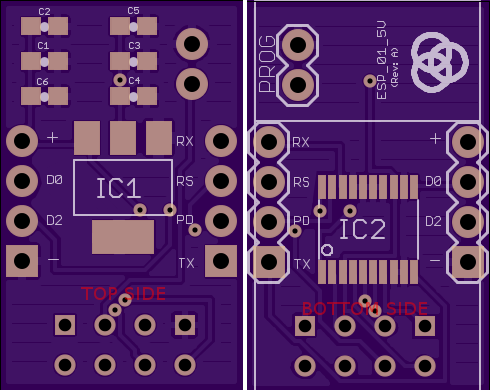 C2
C5
C1
C3
C6
C4
+
RX
D0
IC1
RS
D2
PD
−
TX
TOP SIDE
PROG
ESP_01_5V
(Rev: A)
RX
+
RS
D0
PD
IC2
D2
TX
−
BOTTOM SIDE